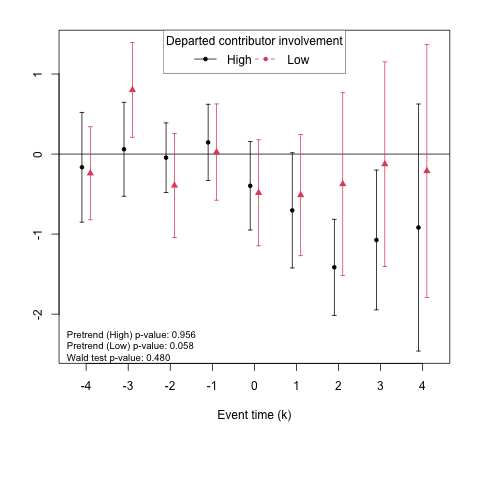 Departed contributor involvement
High Low
1
0
-1
-2
Pretrend (High) p-value: 0.956
Pretrend (Low) p-value: 0.058
Wald test p-value: 0.480
-4 -3 -2 -1 0 1 2 3 4
Event time (k)